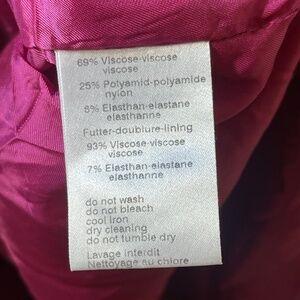 69% Viscose-viscose
viscose
25% Polyamid-polyamide
nylon
6% Elasthan-elastane
elasthanne
Futter-doublure-lining
93% Viscose-viscose
viscose
7% Elasthan-elastane
elasthanne
do not wash
do not bleach
cool iron
dry cleaning
do not tumble dry
Lavage interdit
Nettoyage au chlore